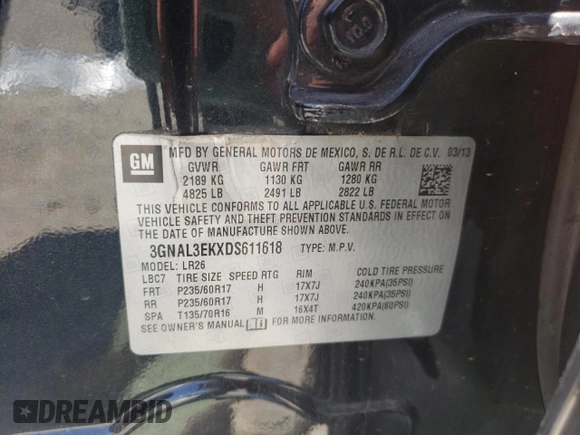 GM
MFD BY GENERAL MOTORS DE MEXICO, S. DE R.L. DE C.V. 03/13
GVWR GAWR FRT GAWR RR
2189 KG 1130 KG 1280 KG
4825 LB 2491 LB 2822 LB
THIS VEHICLE CONFORMS TO ALL APPLICABLE U.S. FEDERAL MOTOR
VEHICLE SAFETY AND THEFT PREVENTION STANDARDS IN EFFECT ON
THE DATE OF MANUFACTURE SHOWN ABOVE.
3GNAL3EKXDS611618 TYPE: M.P.V.
MODEL: LR26
LBC7 TIRE SIZE SPEED RTG RIM COLD TIRE PRESSURE
FRT P235/60R17 H 17X7J 240KPA(35PSI)
RR P235/60R17 H 17X7J 240KPA(35PSI)
SPA T135/70R16 M 16X4T 420KPA(60PSI)
SEE OWNER'S MANUAL FOR MORE INFORMATION.
DREAMBID